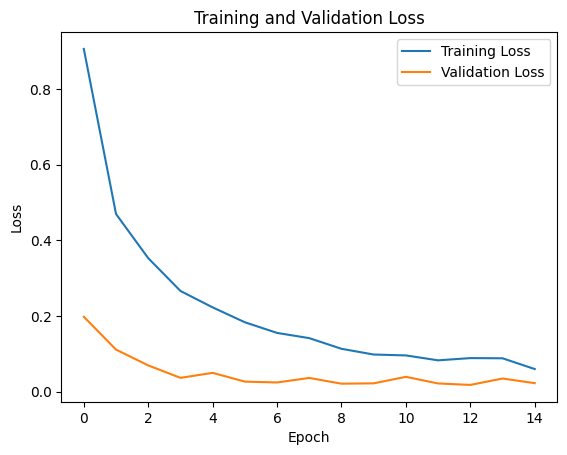 Training and Validation Loss
Training Loss
Validation Loss
Loss
0.8
0.6
0.4
0.2
0.0
0 2 4 6 8 10 12 14
Epoch